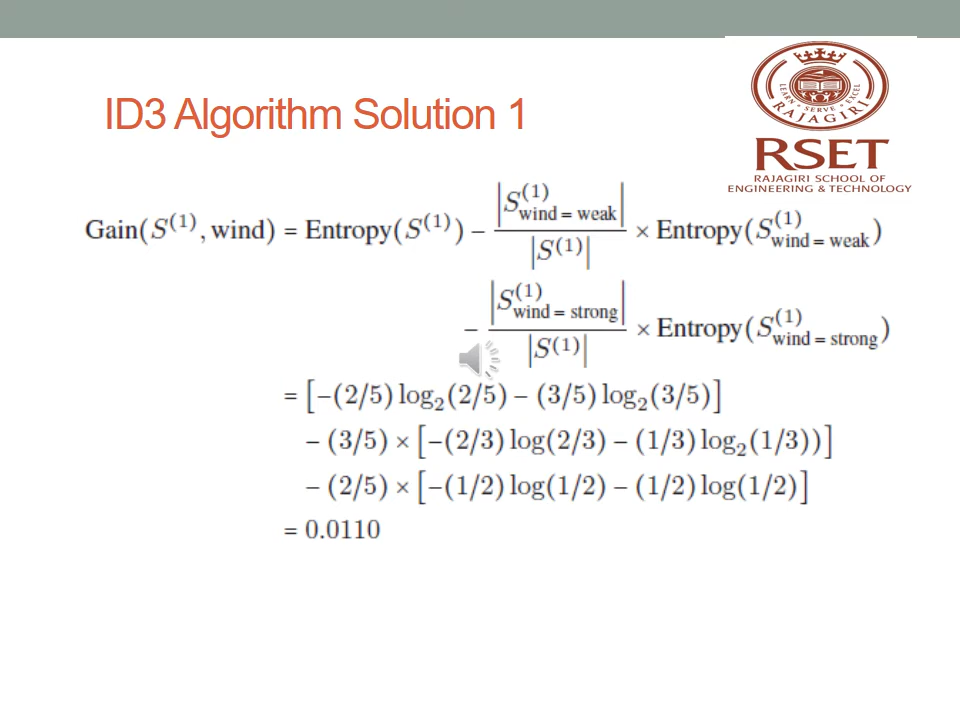 ID3 Algorithm Solution 1
LEARN • SERVE • EXCEL
RAJAGIRI
RSET
RAJAGIRI SCHOOL OF
ENGINEERING & TECHNOLOGY
Gain(S^(1), wind) = Entropy(S^(1)) − |S^(1)_wind = weak| / |S^(1)| × Entropy(S^(1)_wind = weak)
− |S^(1)_wind = strong| / |S^(1)| × Entropy(S^(1)_wind = strong)
= [−(2/5) log₂(2/5) − (3/5) log₂(3/5)]
− (3/5) × [−(2/3) log(2/3) − (1/3) log₂(1/3))]
− (2/5) × [−(1/2) log(1/2) − (1/2) log(1/2)]
= 0.0110